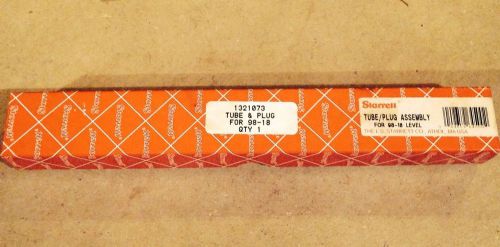 1321073
TUBE & PLUG
FOR 98-18
QTY 1
Starrett
TUBE/PLUG ASSEMBLY
FOR 98-18 LEVEL
THE L.S. STARRETT CO., ATHOL, MA USA